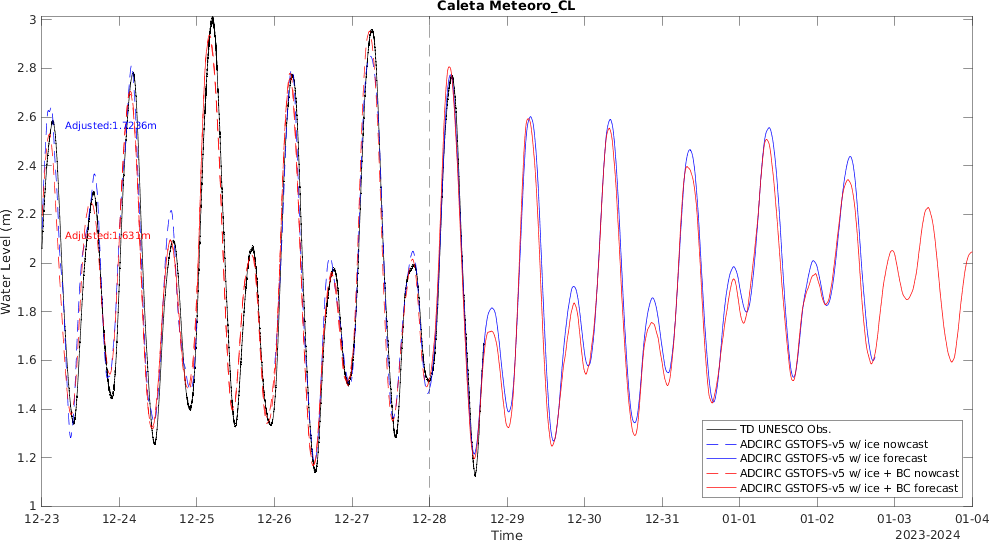 Caleta Meteoro_CL
3
2.8
2.6
2.4
2.2
2
1.8
1.6
1.4
1.2
1
Water Level (m)
Adjusted:1.7236m
Adjusted:1.631m
TD UNESCO Obs.
ADCIRC GSTOFS-v5 w/ ice nowcast
ADCIRC GSTOFS-v5 w/ ice forecast
ADCIRC GSTOFS-v5 w/ ice + BC nowcast
ADCIRC GSTOFS-v5 w/ ice + BC forecast
12-23 12-24 12-25 12-26 12-27 12-28 12-29 12-30 12-31 01-01 01-02 01-03 01-04
Time
2023-2024